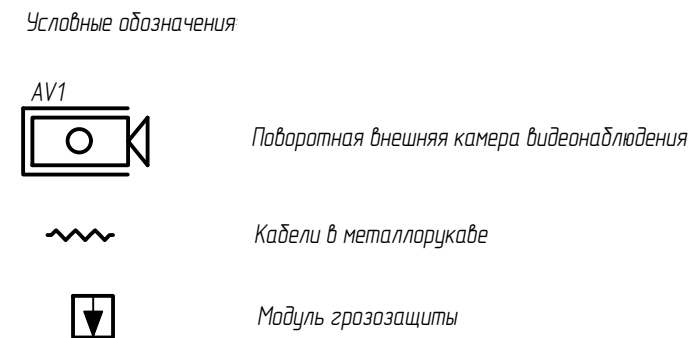 Условные обозначения
AV1
Поворотная внешняя камера видеонаблюдения
Кабели в металлорукаве
Модуль грозозащиты